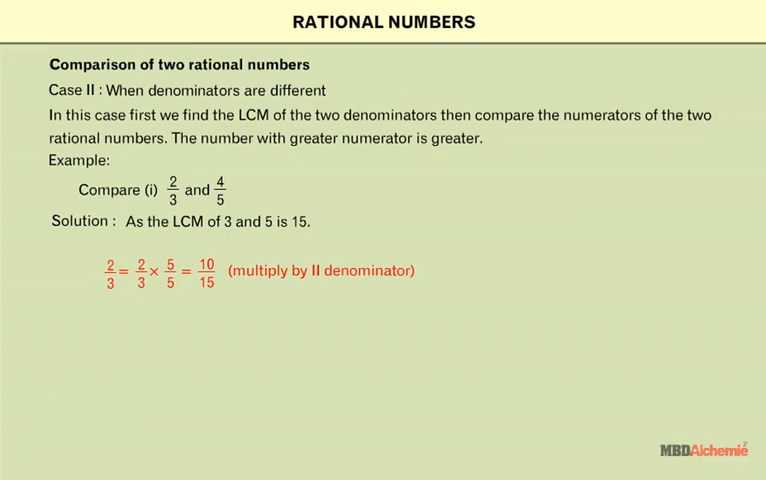 RATIONAL NUMBERS
Comparison of two rational numbers
Case II : When denominators are different
In this case first we find the LCM of the two denominators then compare the numerators of the two
rational numbers. The number with greater numerator is greater.
Example:
Compare (i) 2/3 and 4/5
Solution : As the LCM of 3 and 5 is 15.
2/3 = 2/3 × 5/5 = 10/15 (multiply by II denominator)
MBDAlchemie